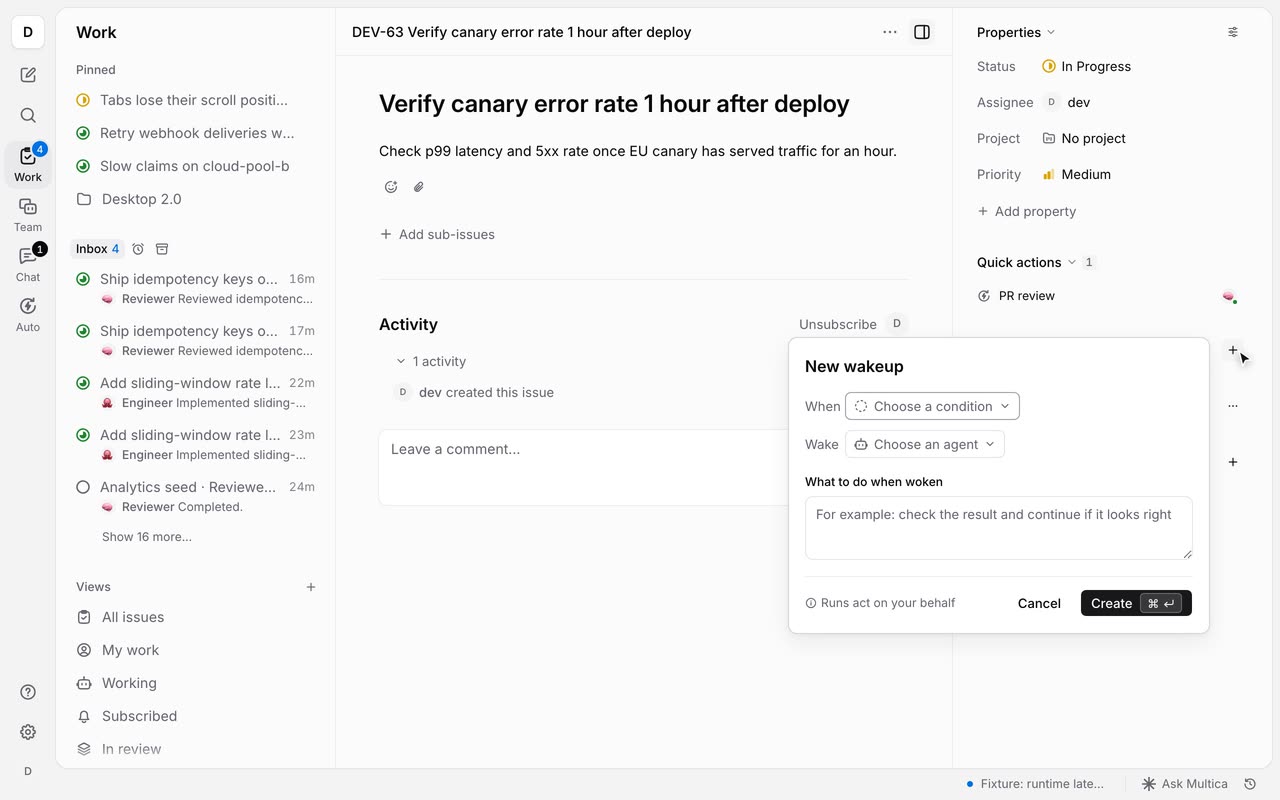 D
4
Work
Team
1
Chat
Auto
D
Work
Pinned
Tabs lose their scroll positi...
Retry webhook deliveries w...
Slow claims on cloud-pool-b
Desktop 2.0
Inbox 4
Ship idempotency keys o... 16m
Reviewer Reviewed idempotenc...
Ship idempotency keys o... 17m
Reviewer Reviewed idempotenc...
Add sliding-window rate l... 22m
Engineer Implemented sliding-...
Add sliding-window rate l... 23m
Engineer Implemented sliding-...
Analytics seed · Reviewe... 24m
Reviewer Completed.
Show 16 more...
Views
All issues
My work
Working
Subscribed
In review
DEV-63 Verify canary error rate 1 hour after deploy
Verify canary error rate 1 hour after deploy
Check p99 latency and 5xx rate once EU canary has served traffic for an hour.
Add sub-issues
Activity
Unsubscribe D
1 activity
D dev created this issue
Leave a comment...
Properties
Status In Progress
Assignee D dev
Project No project
Priority Medium
Add property
Quick actions 1
PR review
New wakeup
When Choose a condition
Wake Choose an agent
What to do when woken
For example: check the result and continue if it looks right
Runs act on your behalf
Cancel
Create ⌘ ↵
Fixture: runtime late...
Ask Multica